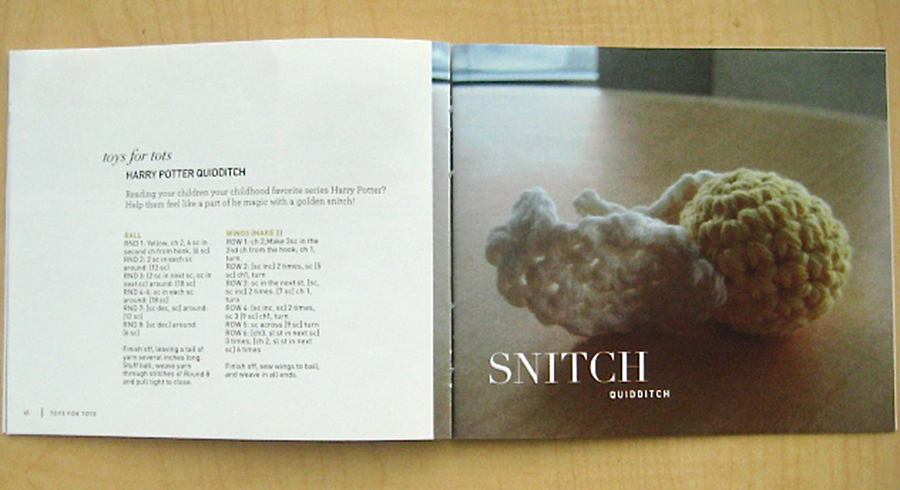 toys for tots
HARRY POTTER QUIDDITCH
Reading your children your childhood favorite series Harry Potter?
Help them feel like a part of he magic with a golden snitch!
BALL
RND 1: Yellow, ch 2, 6 sc in
second ch from hook, (6 sc)
RND 2: 2 sc in each sc
around: (12 sc)
RND 3: (2 sc in next sc, sc in
next sc) around: (18 sc)
RND 4-6: sc in each sc
around: (18 sc)
RND 7: (sc dec, sc) around:
(12 sc)
RND 8: (sc dec) around:
(6 sc)
Finish off, leaving a tail of
yarn several inches long.
Stuff ball; weave yarn
through stitches of Round 8
and pull tight to close.
WINGS (MAKE 2)
ROW 1: ch 2, Make 3sc in the
2nd ch from the hook; ch 1,
turn.
ROW 2: (sc inc) 2 times, sc (5
sc) ch1, turn
ROW 3: sc in the next st, (sc,
sc inc) 2 times. (7 sc) ch 1,
turn
ROW 4: (sc inc, sc) 2 times,
sc 3 (9 sc) ch1, turn
ROW 5: sc across (9 sc) turn
ROW 6: (ch3, sl st in next sc)
3 times; (ch 2, sl st in next
sc) 6 times
Finish off, sew wings to ball,
and weave in all ends.
TOYS FOR TOTS
SNITCH
QUIDDITCH